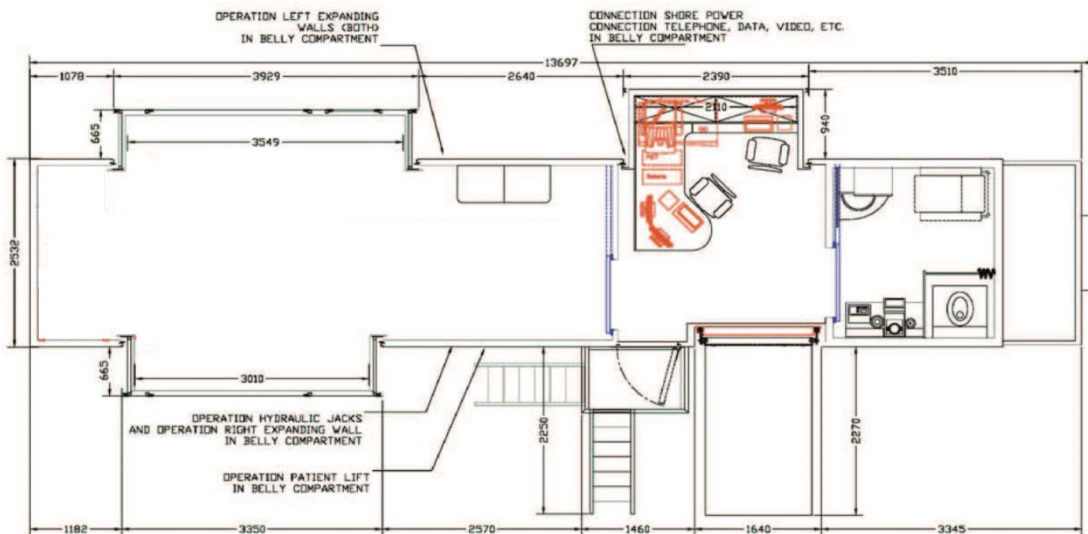 OPERATION LEFT EXPANDING
WALLS (BOTH)
IN BELLY COMPARTMENT
CONNECTION SHORE POWER
CONNECTION TELEPHONE, DATA, VIDEO, ETC.
IN BELLY COMPARTMENT
13697
1078
3929
2640
2390
3510
665
3549
2110
940
2532
665
3010
OPERATION HYDRAULIC JACKS
AND OPERATION RIGHT EXPANDING WALL
IN BELLY COMPARTMENT
2250
2270
OPERATION PATIENT LIFT
IN BELLY COMPARTMENT
1182
3350
2570
1460
1640
3345